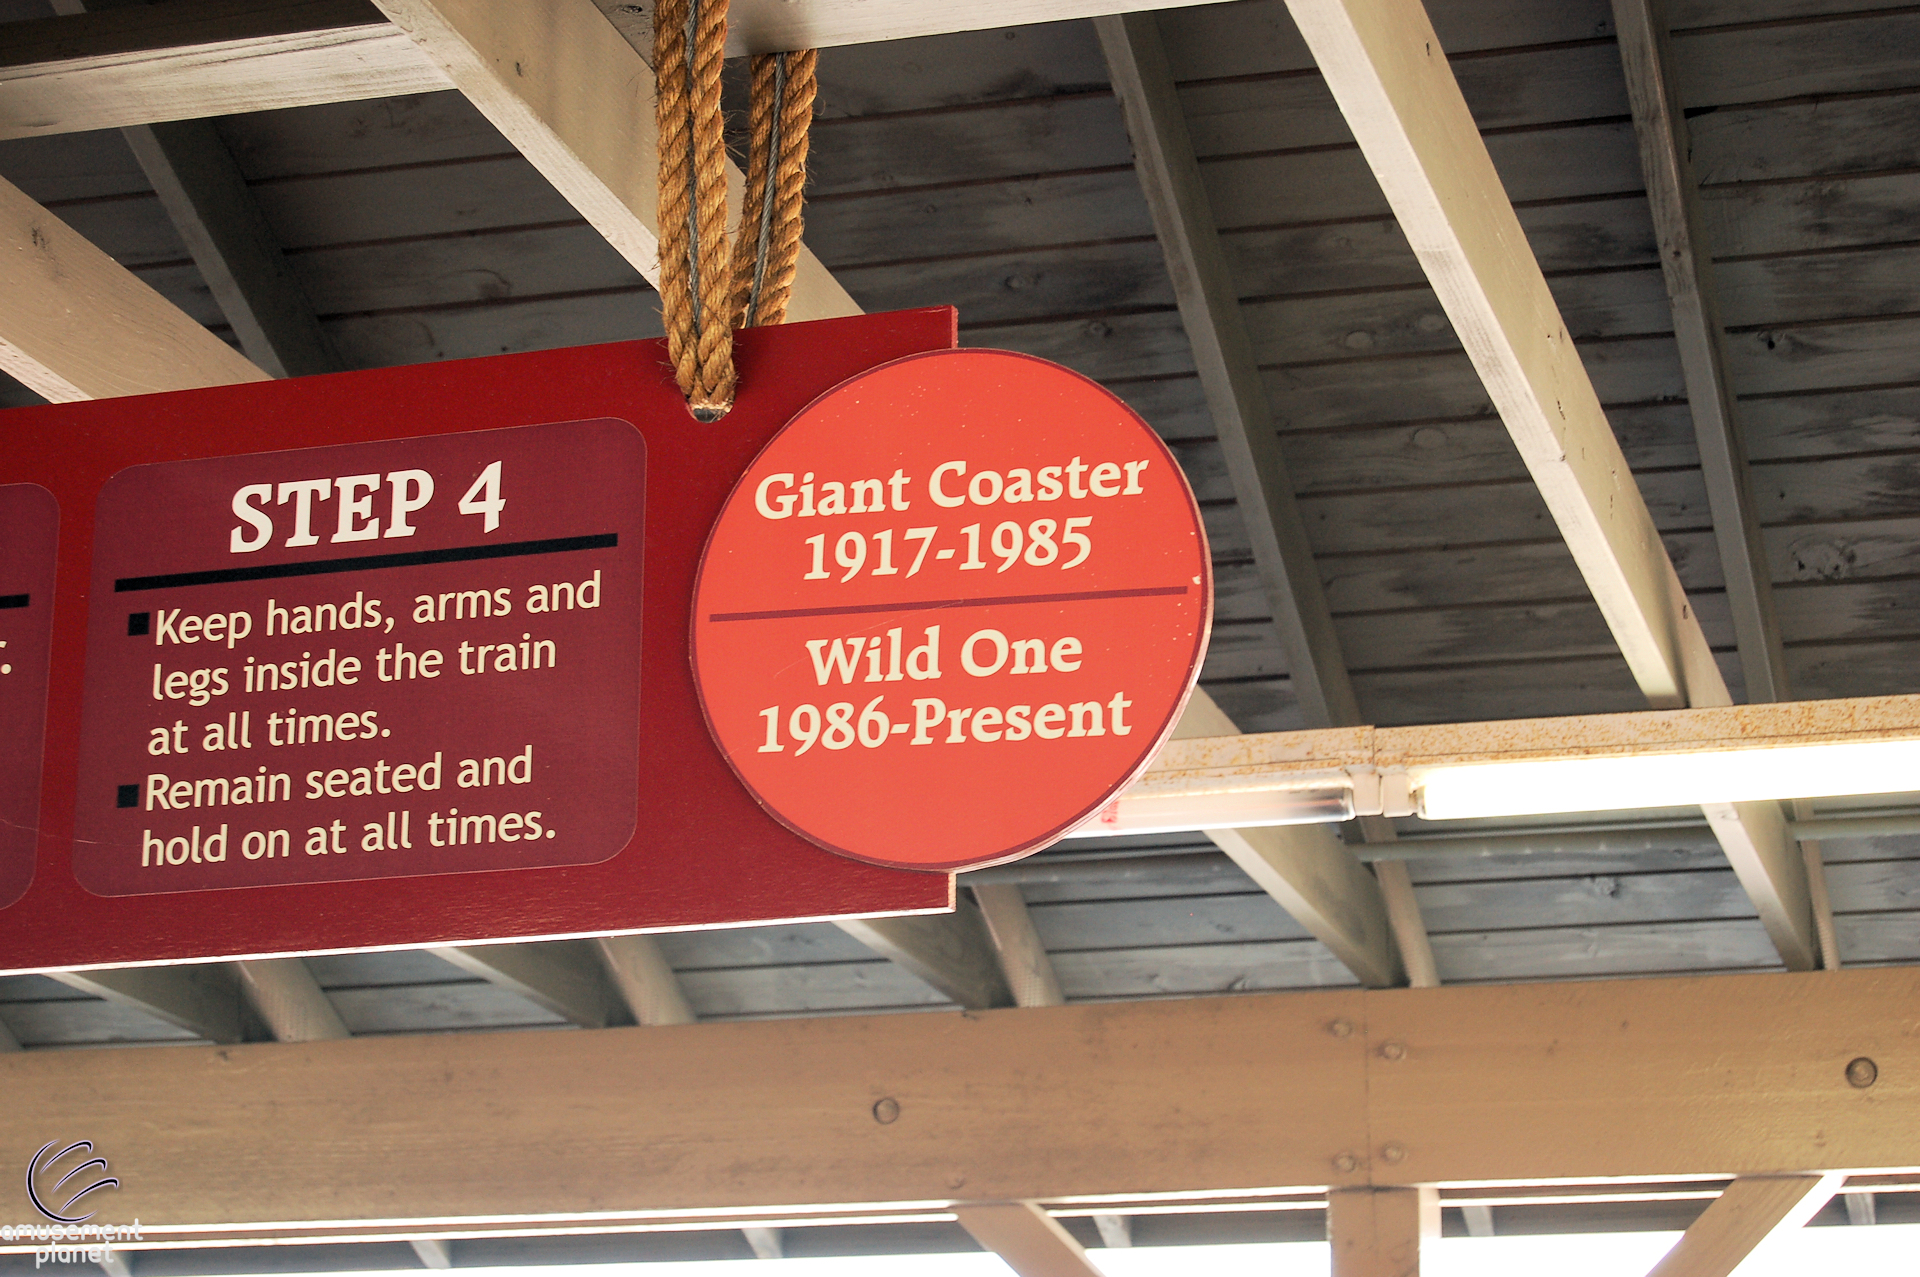 STEP 4
Keep hands, arms and
legs inside the train
at all times.
Remain seated and
hold on at all times.
Giant Coaster
1917-1985
Wild One
1986-Present
amusement
planet